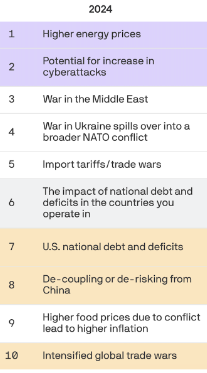 2024
1 Higher energy prices
2 Potential for increase in
cyberattacks
3 War in the Middle East
4 War in Ukraine spills over into a
broader NATO conflict
5 Import tariffs/trade wars
6 The impact of national debt and
deficits in the countries you
operate in
7 U.S. national debt and deficits
8 De-coupling or de-risking from
China
9 Higher food prices due to conflict
lead to higher inflation
10 Intensified global trade wars